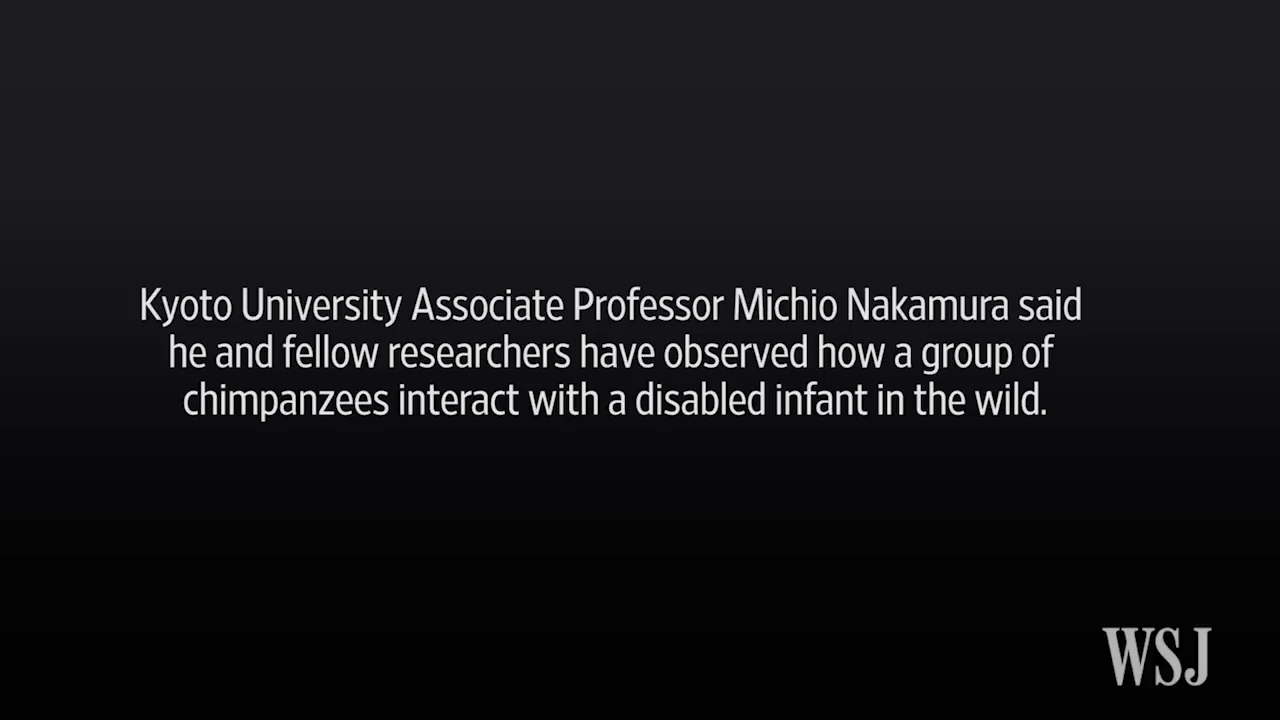 Kyoto University Associate Professor Michio Nakamura said
he and fellow researchers have observed how a group of
chimpanzees interact with a disabled infant in the wild.
WSJ